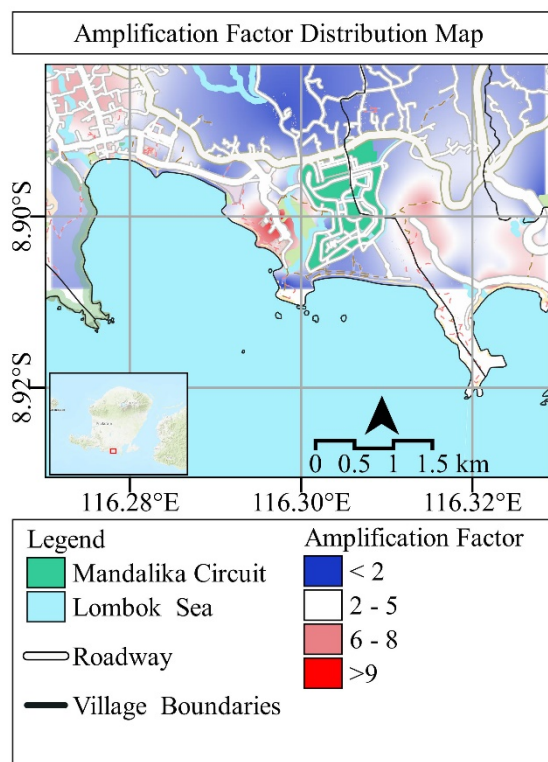 Amplification Factor Distribution Map
8.90°S
8.92°S
0 0.5 1 1.5 km
116.28°E 116.30°E 116.32°E
Legend
Mandalika Circuit
Lombok Sea
Roadway
Village Boundaries
Amplification Factor
< 2
2 - 5
6 - 8
>9